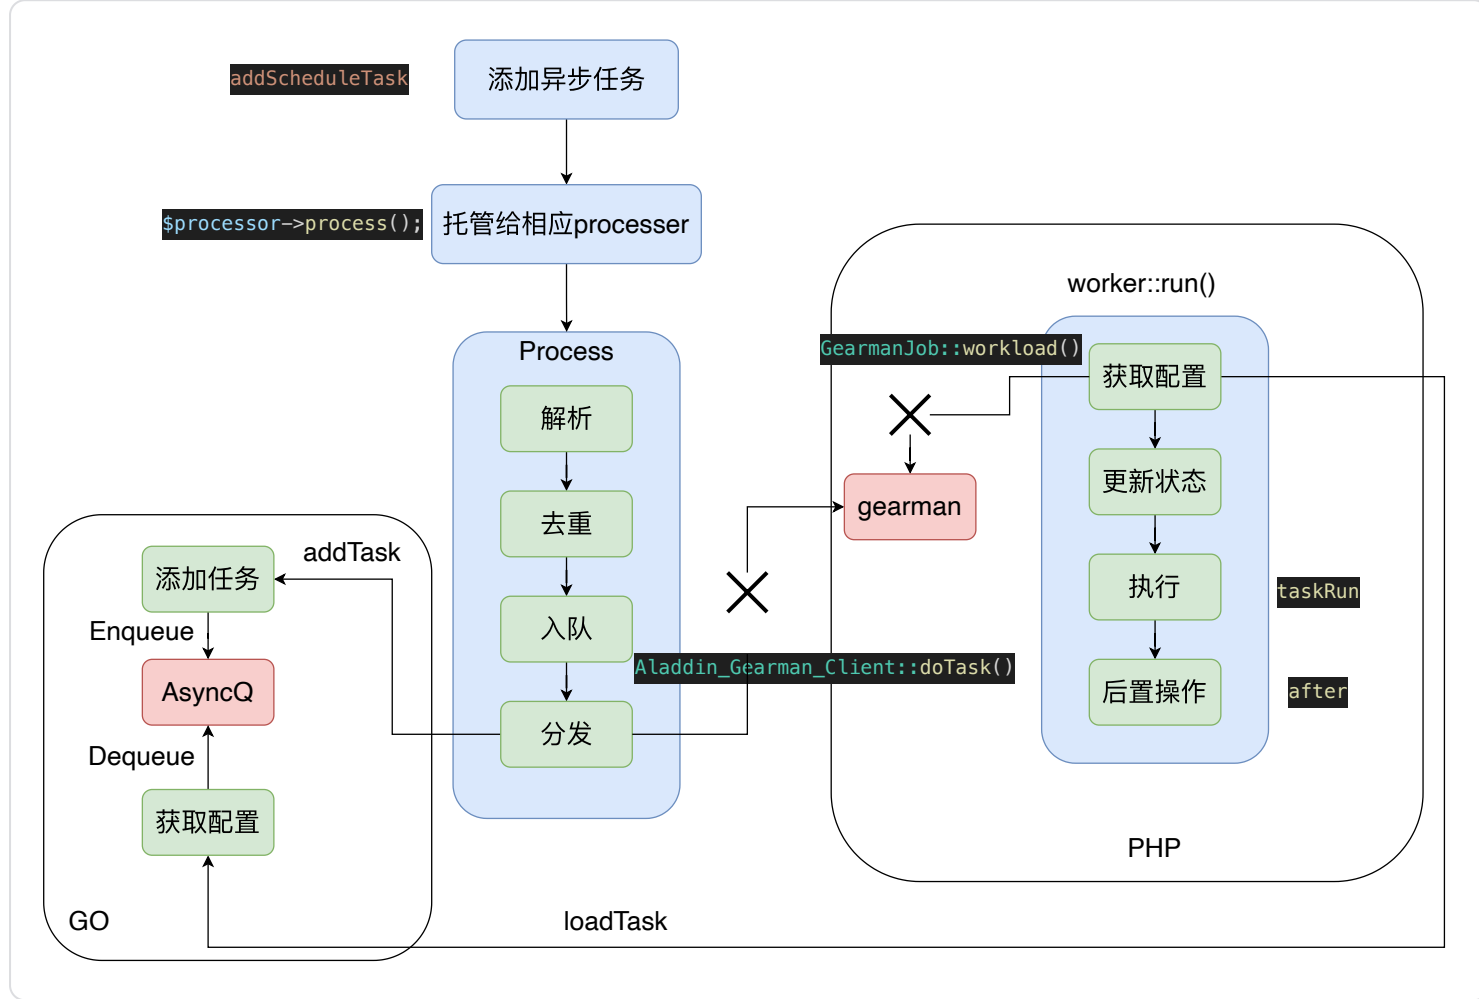 addScheduleTask
添加异步任务
$processor->process();
托管给相应processer
Process
解析
去重
入队
分发
Aladdin_Gearman_Client::doTask()
addTask
添加任务
Enqueue
AsyncQ
Dequeue
获取配置
GO
loadTask
worker::run()
GearmanJob::workload()
获取配置
gearman
更新状态
执行
taskRun
后置操作
after
PHP